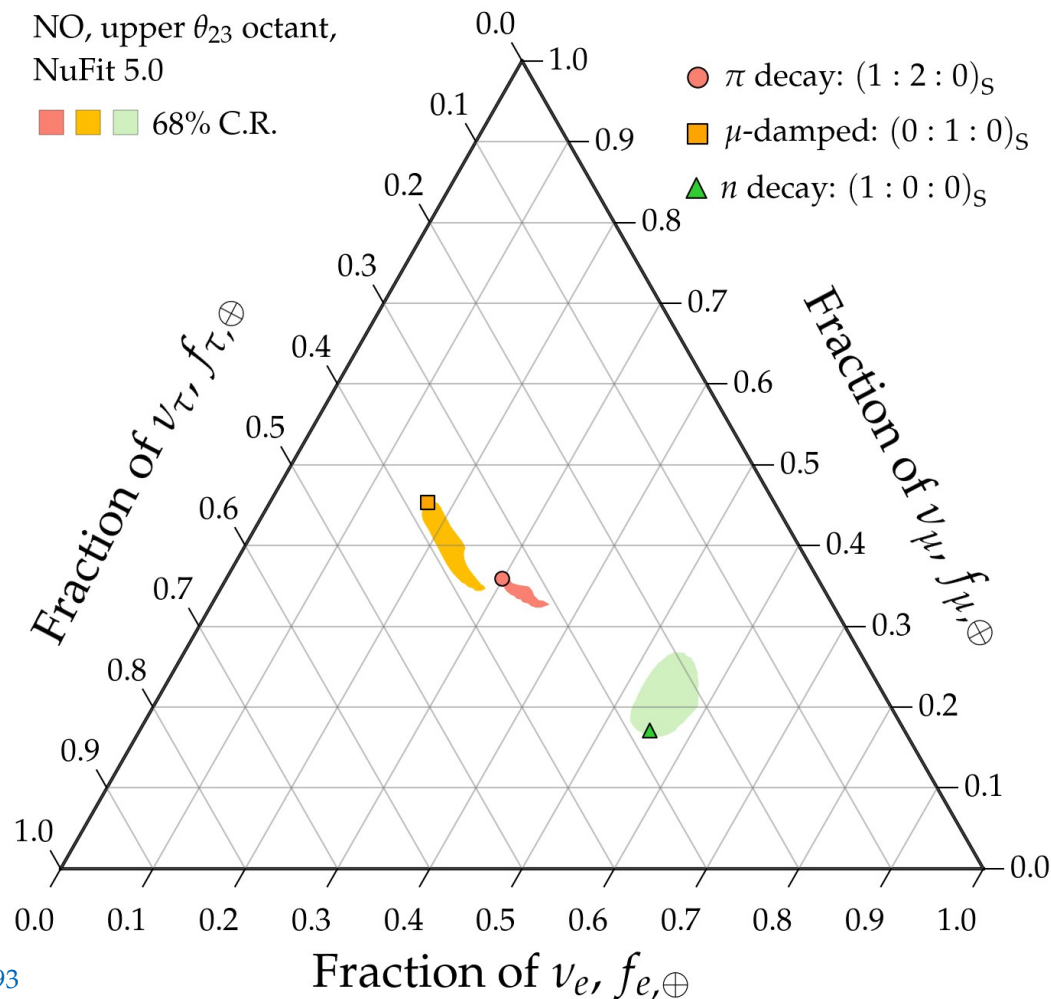 NO, upper θ₂₃ octant,
NuFit 5.0
68% C.R.
π decay: (1 : 2 : 0)S
μ-damped: (0 : 1 : 0)S
n decay: (1 : 0 : 0)S
Fraction of ντ, fτ,⊕
0.0
0.1
0.2
0.3
0.4
0.5
0.6
0.7
0.8
0.9
1.0
Fraction of νμ, fμ,⊕
1.0
0.9
0.8
0.7
0.6
0.5
0.4
0.3
0.2
0.1
0.0
0.0 0.1 0.2 0.3 0.4 0.5 0.6 0.7 0.8 0.9 1.0
Fraction of νe, fe,⊕
93